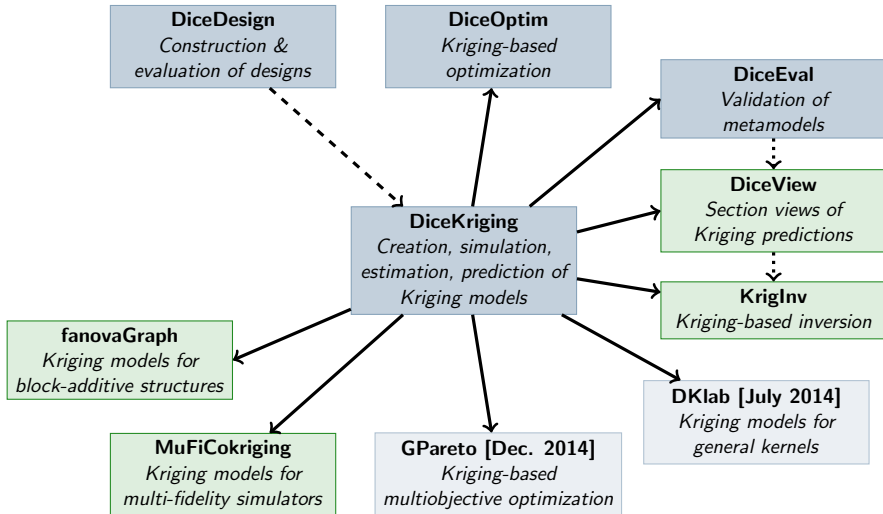 DiceDesign
Construction &
evaluation of designs
DiceOptim
Kriging-based
optimization
DiceEval
Validation of
metamodels
DiceView
Section views of
Kriging predictions
DiceKriging
Creation, simulation,
estimation, prediction of
Kriging models
KrigInv
Kriging-based inversion
fanovaGraph
Kriging models for
block-additive structures
DKlab [July 2014]
Kriging models for
general kernels
MuFiCokriging
Kriging models for
multi-fidelity simulators
GPareto [Dec. 2014]
Kriging-based
multiobjective optimization